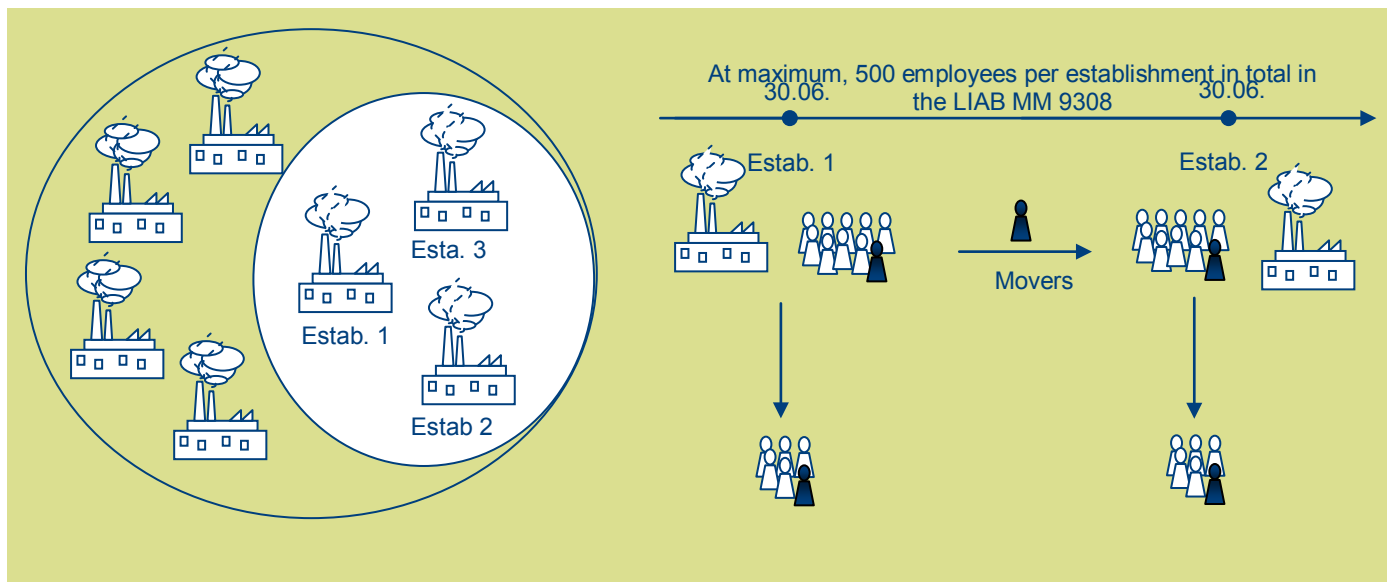 At maximum, 500 employees per establishment in total in
the LIAB MM 9308
30.06.
30.06.
Estab. 1
Estab. 2
Movers
Esta. 3
Estab. 1
Estab 2